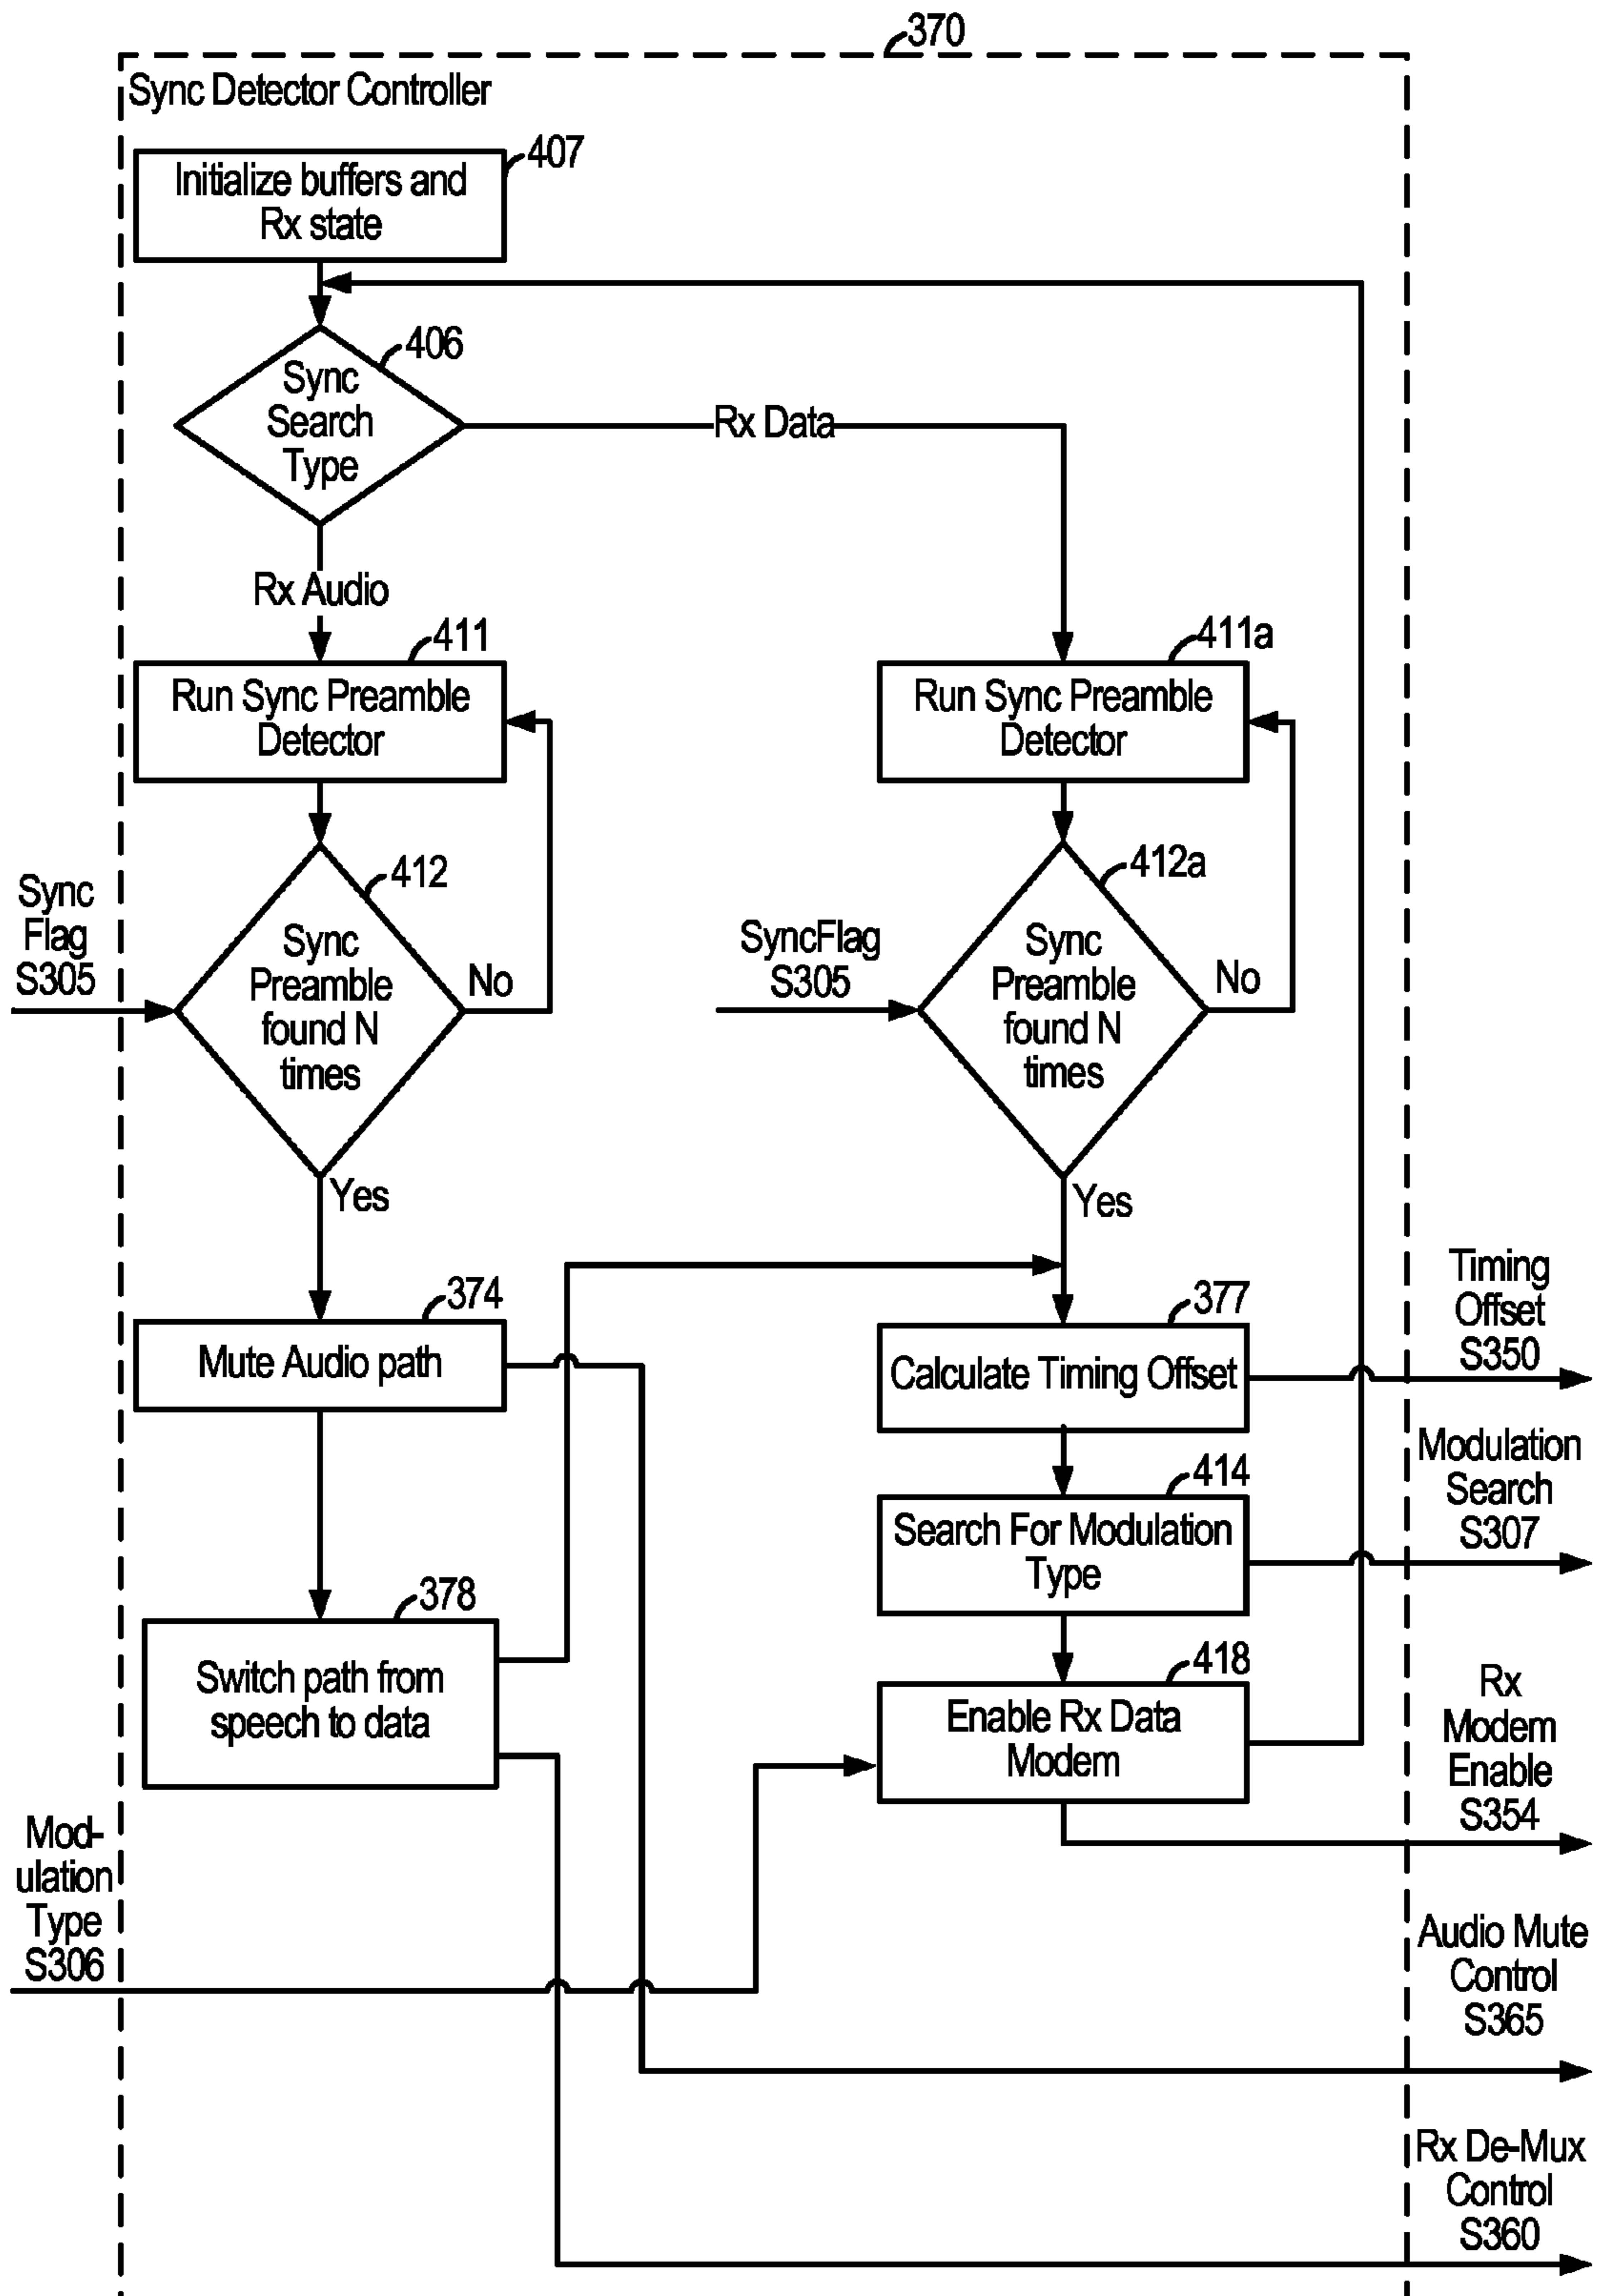 370
Sync Detector Controller
407
Initialize buffers and
Rx state
406
Sync
Search
Type
Rx Data
Rx Audio
411
Run Sync Preamble
Detector
411a
Run Sync Preamble
Detector
412
Sync
Flag
S305
Sync
Preamble
found N
times
No
Yes
412a
SyncFlag
S305
Sync
Preamble
found N
times
No
Yes
374
Mute Audio path
377
Calculate Timing Offset
Timing
Offset
S350
414
Search For Modulation
Type
Modulation
Search
S307
378
Switch path from
speech to data
418
Enable Rx Data
Modem
Rx
Modem
Enable
S354
Mod-
ulation
Type
S306
Audio Mute
Control
S365
Rx De-Mux
Control
S360